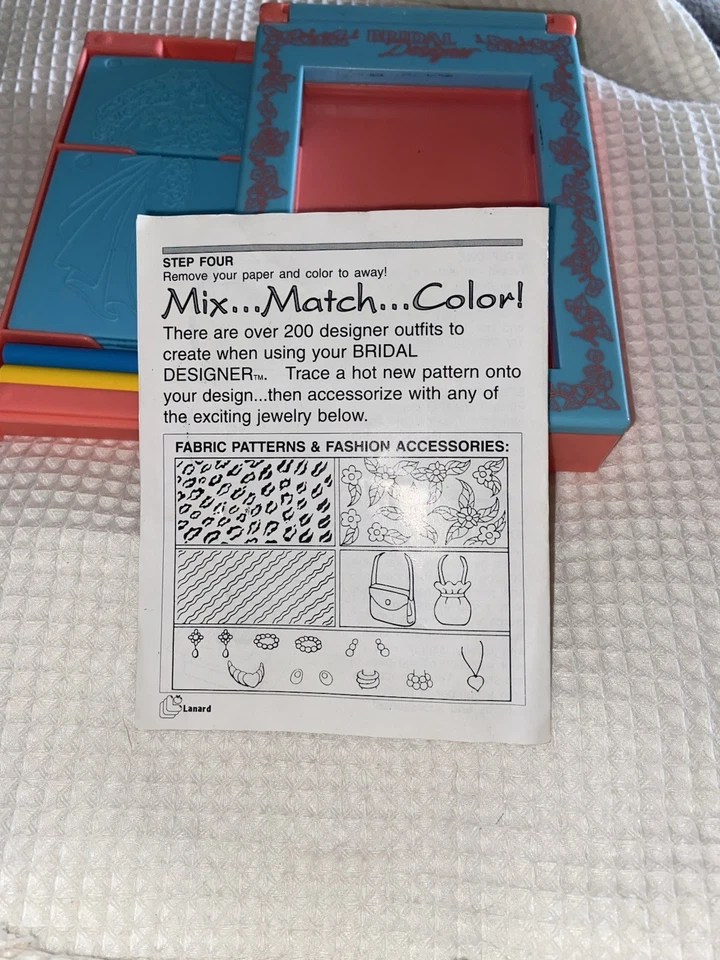 BRIDAL
Designer
STEP FOUR
Remove your paper and color to away!
Mix...Match...Color!
There are over 200 designer outfits to
create when using your BRIDAL
DESIGNER™. Trace a hot new pattern onto
your design...then accessorize with any of
the exciting jewelry below.
FABRIC PATTERNS & FASHION ACCESSORIES:
Lanard